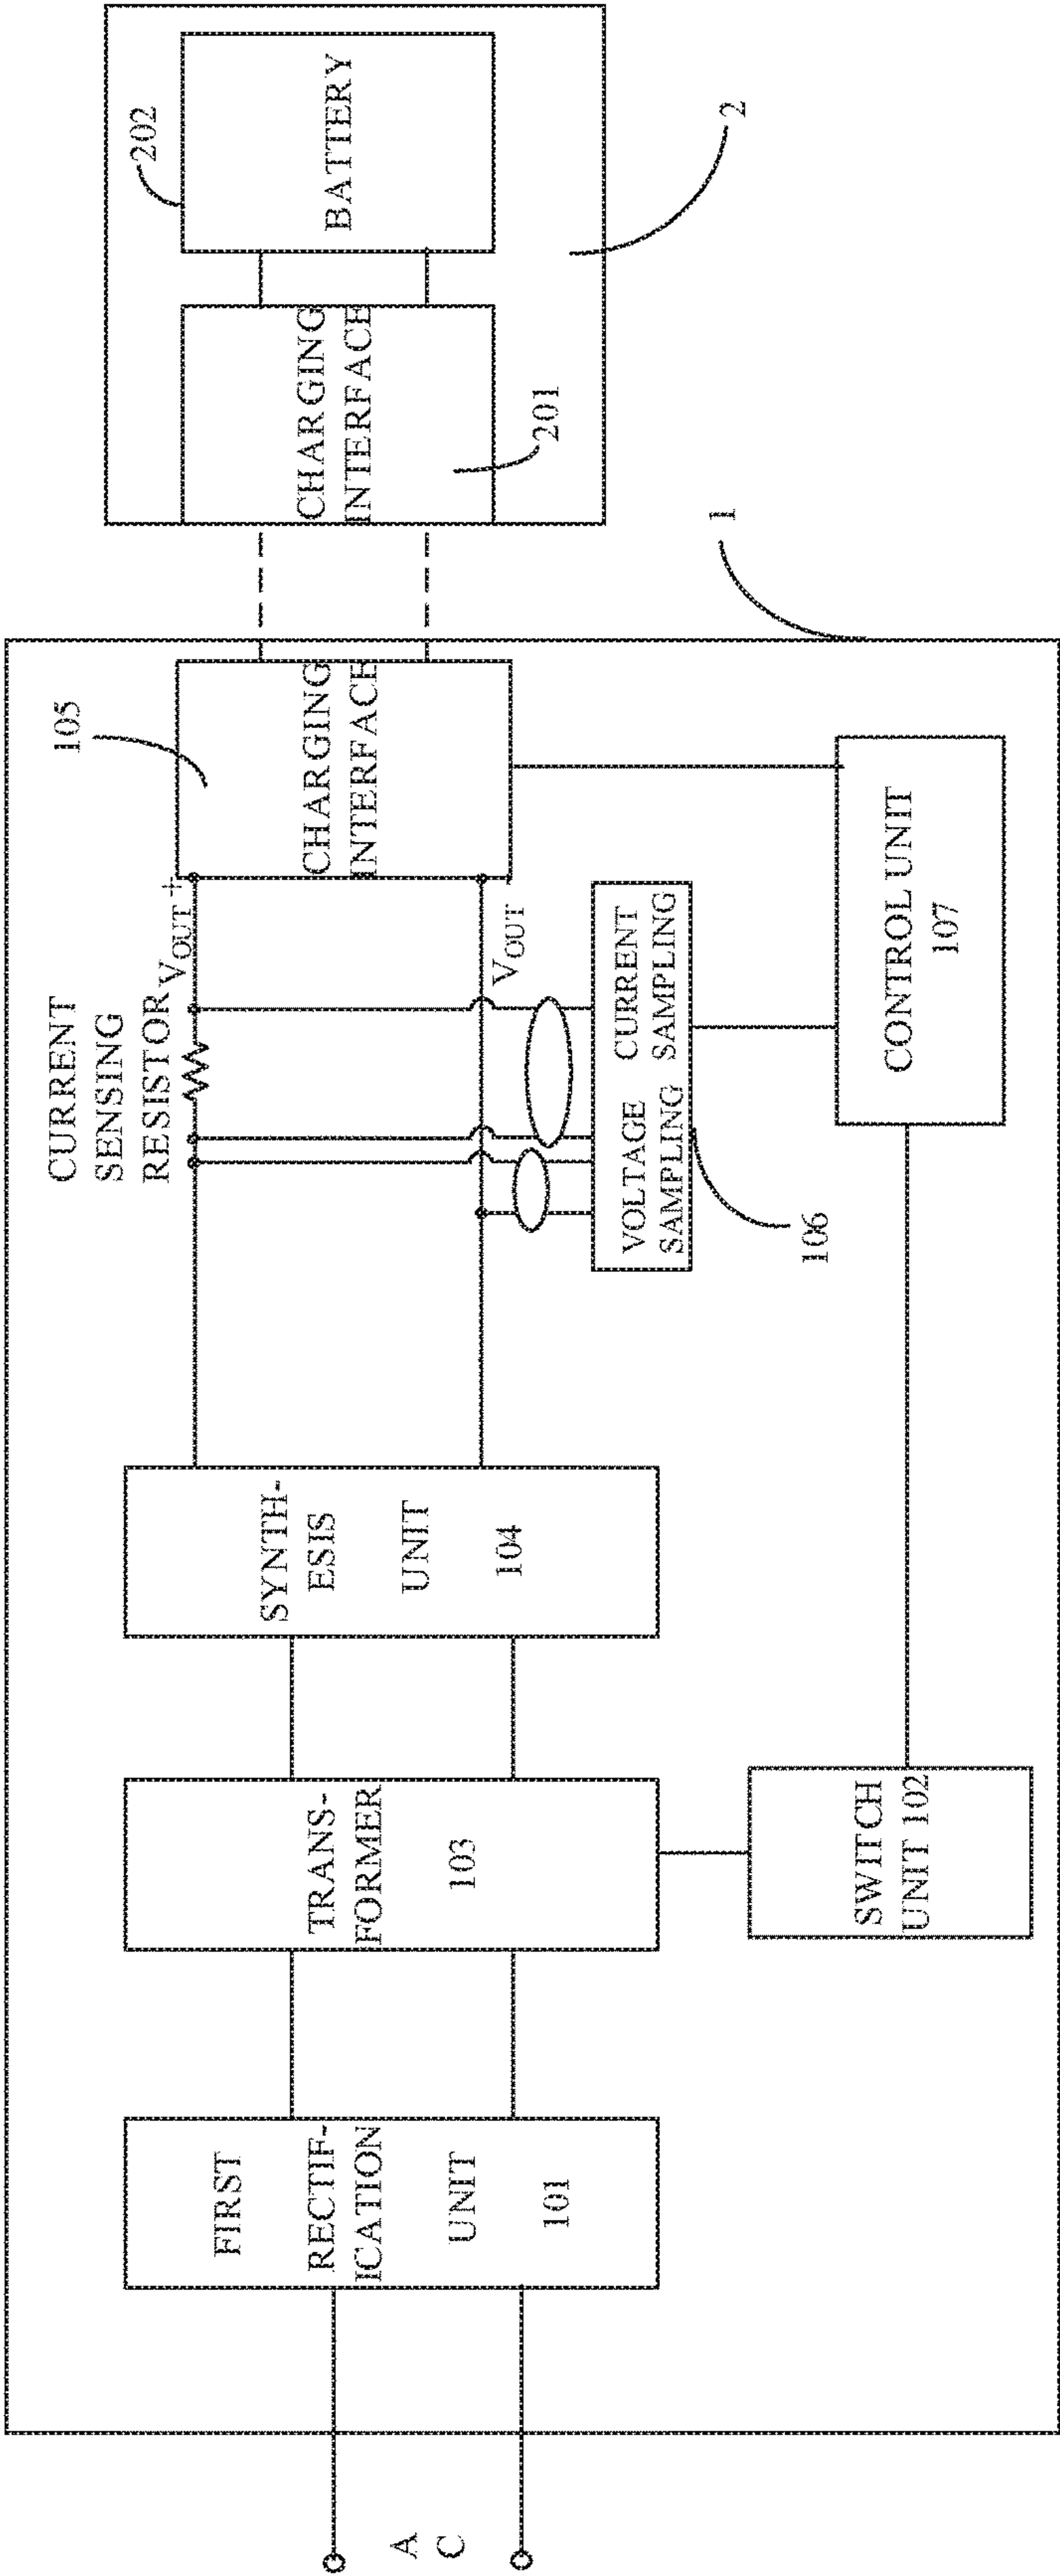 A
C
FIRST
RECTIF-
ICATION
UNIT
101
TRANS-
FORMER
103
SWITCH
UNIT 102
SYNTH-
ESIS
UNIT
104
CURRENT
SENSING
RESISTOR
VOUT +
VOUT -
VOLTAGE
SAMPLING
CURRENT
SAMPLING
106
CONTROL UNIT
107
105
CHARGING
INTERFACE
1
CHARGING
INTERFACE
201
202
BATTERY
2